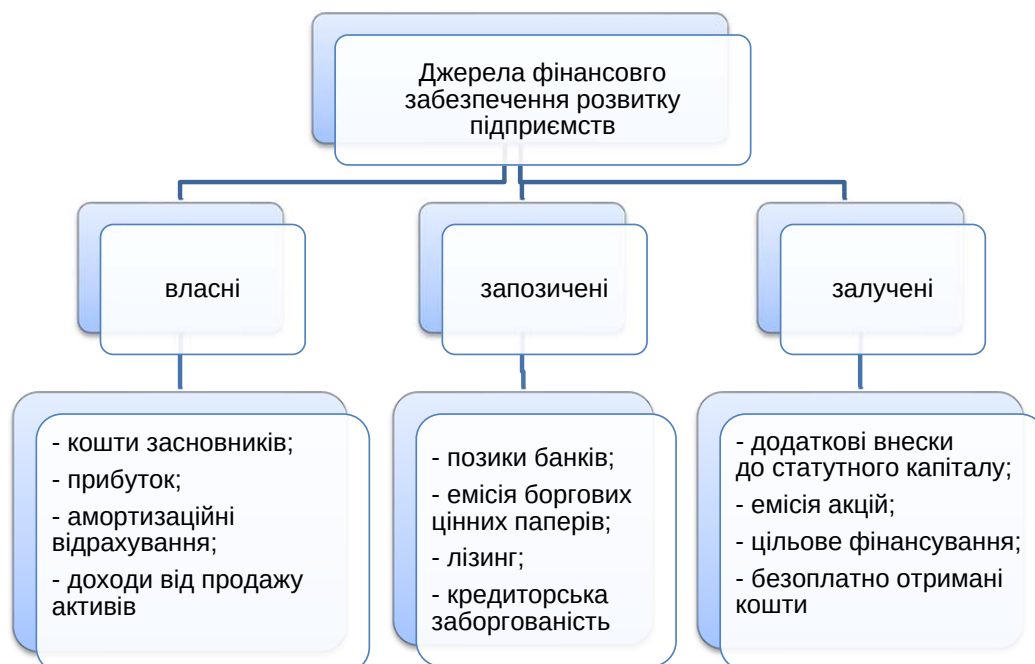 Джерела фінансовго
забезпечення розвитку
підприємств
власні
запозичені
залучені
- кошти засновників;
- прибуток;
- амортизаційні
відрахування;
- доходи від продажу
активів
- позики банків;
- емісія боргових
цінних паперів;
- лізинг;
- кредиторська
заборгованість
- додаткові внески
до статутного капіталу;
- емісія акцій;
- цільове фінансування;
- безоплатно отримані
кошти